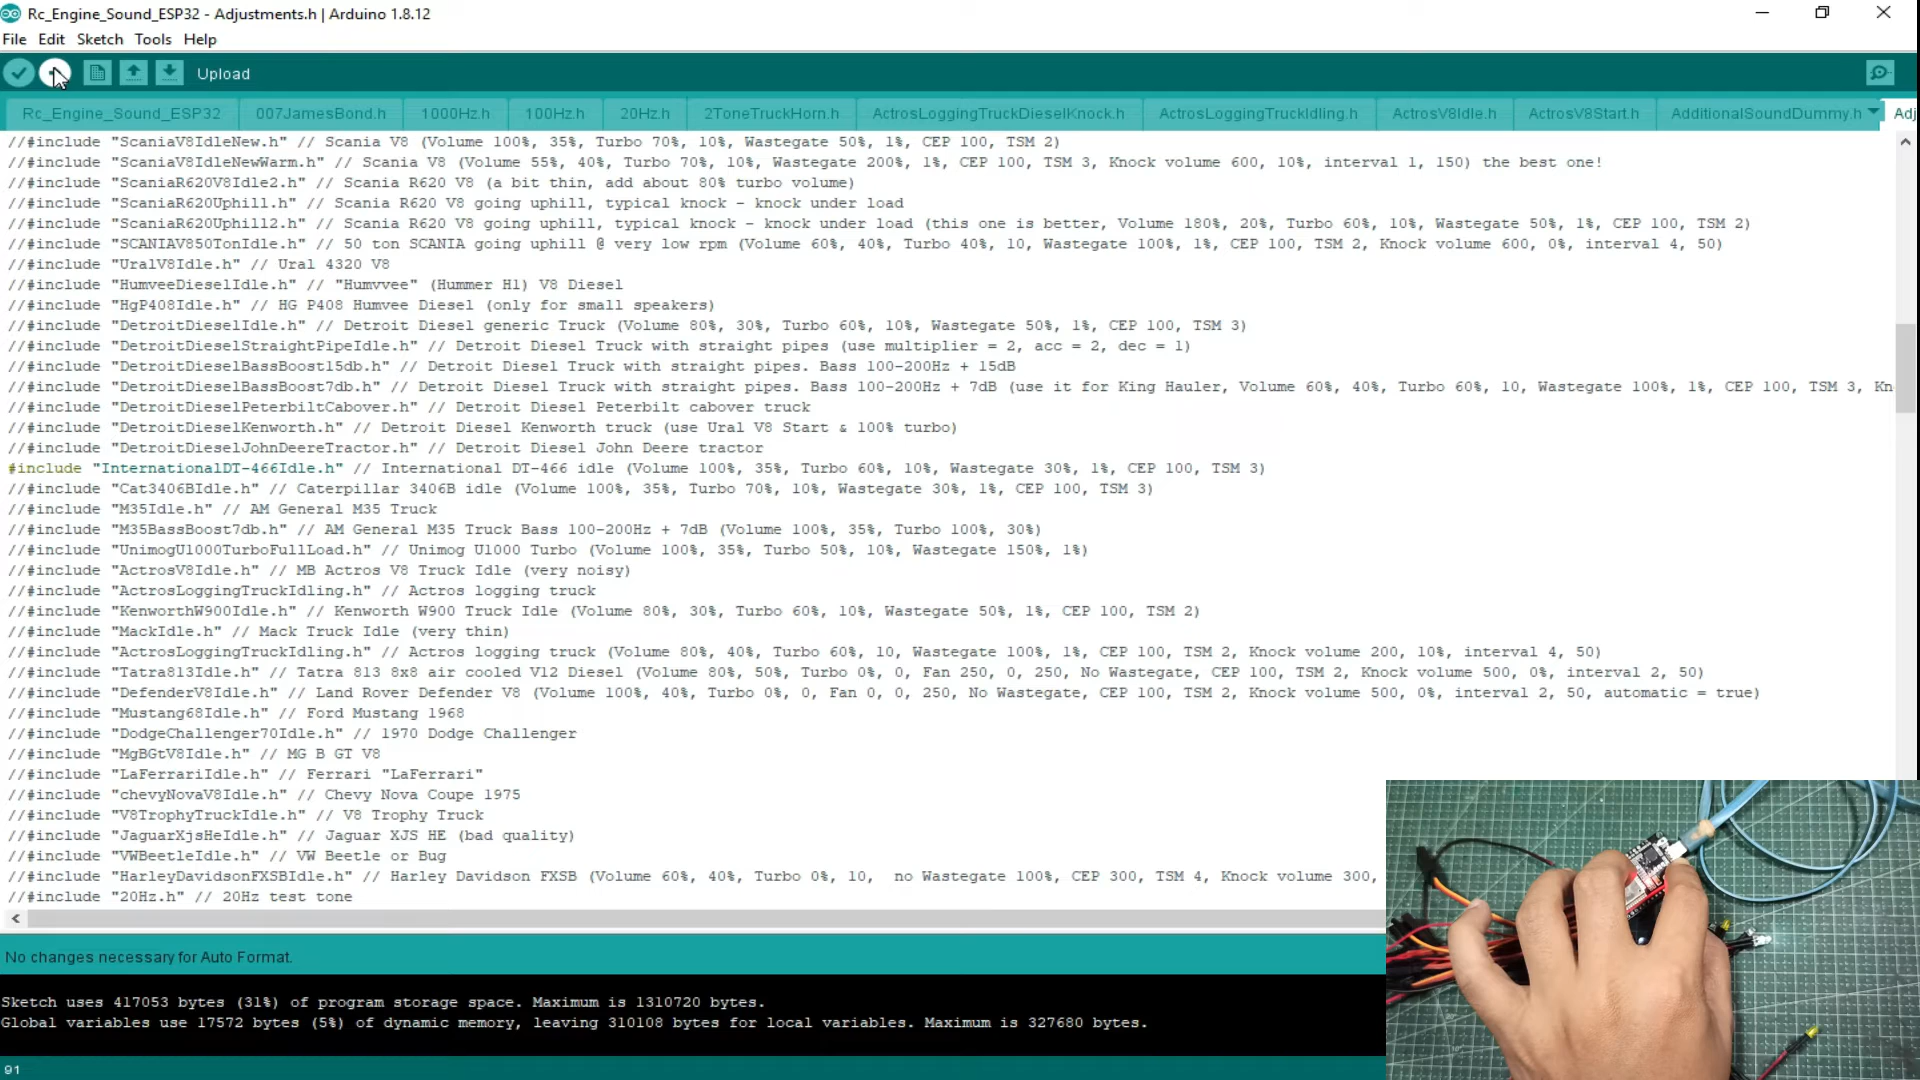 Rc_Engine_Sound_ESP32 - Adjustments.h | Arduino 1.8.12
File Edit Sketch Tools Help
Upload
Rc_Engine_Sound_ESP32 007JamesBond.h 1000Hz.h 100Hz.h 20Hz.h 2ToneTruckHorn.h ActrosLoggingTruckDieselKnock.h ActrosLoggingTruckIdling.h ActrosV8Idle.h ActrosV8Start.h AdditionalSoundDummy.h Adj
//#include "ScaniaV8IdleNew.h" // Scania V8 (Volume 100%, 35%, Turbo 70%, 10%, Wastegate 50%, 1%, CEP 100, TSM 2)
//#include "ScaniaV8IdleNewWarm.h" // Scania V8 (Volume 55%, 40%, Turbo 70%, 10%, Wastegate 200%, 1%, CEP 100, TSM 3, Knock volume 600, 10%, interval 1, 150) the best one!
//#include "ScaniaR620V8Idle2.h" // Scania R620 V8 (a bit thin, add about 80% turbo volume)
//#include "ScaniaR620Uphill.h" // Scania R620 V8 going uphill, typical knock - knock under load
//#include "ScaniaR620Uphill2.h" // Scania R620 V8 going uphill, typical knock - knock under load (this one is better, Volume 180%, 20%, Turbo 60%, 10%, Wastegate 50%, 1%, CEP 100, TSM 2)
//#include "SCANIAV850TonIdle.h" // 50 ton SCANIA going uphill @ very low rpm (Volume 60%, 40%, Turbo 40%, 10, Wastegate 100%, 1%, CEP 100, TSM 2, Knock volume 600, 0%, interval 4, 50)
//#include "UralV8Idle.h" // Ural 4320 V8
//#include "HumveeDieselIdle.h" // "Humvvee" (Hummer H1) V8 Diesel
//#include "HgP408Idle.h" // HG P408 Humvee Diesel (only for small speakers)
//#include "DetroitDieselIdle.h" // Detroit Diesel generic Truck (Volume 80%, 30%, Turbo 60%, 10%, Wastegate 50%, 1%, CEP 100, TSM 3)
//#include "DetroitDieselStraightPipeIdle.h" // Detroit Diesel Truck with straight pipes (use multiplier = 2, acc = 2, dec = 1)
//#include "DetroitDieselBassBoost15db.h" // Detroit Diesel Truck with straight pipes. Bass 100-200Hz + 15dB
//#include "DetroitDieselBassBoost7db.h" // Detroit Diesel Truck with straight pipes. Bass 100-200Hz + 7dB (use it for King Hauler, Volume 60%, 40%, Turbo 60%, 10, Wastegate 100%, 1%, CEP 100, TSM 3, Kn
//#include "DetroitDieselPeterbiltCabover.h" // Detroit Diesel Peterbilt cabover truck
//#include "DetroitDieselKenworth.h" // Detroit Diesel Kenworth truck (use Ural V8 Start & 100% turbo)
//#include "DetroitDieselJohnDeereTractor.h" // Detroit Diesel John Deere tractor
#include "InternationalDT-466Idle.h" // International DT-466 idle (Volume 100%, 35%, Turbo 60%, 10%, Wastegate 30%, 1%, CEP 100, TSM 3)
//#include "Cat3406BIdle.h" // Caterpillar 3406B idle (Volume 100%, 35%, Turbo 70%, 10%, Wastegate 30%, 1%, CEP 100, TSM 3)
//#include "M35Idle.h" // AM General M35 Truck
//#include "M35BassBoost7db.h" // AM General M35 Truck Bass 100-200Hz + 7dB (Volume 100%, 35%, Turbo 100%, 30%)
//#include "UnimogU1000TurboFullLoad.h" // Unimog U1000 Turbo (Volume 100%, 35%, Turbo 50%, 10%, Wastegate 150%, 1%)
//#include "ActrosV8Idle.h" // MB Actros V8 Truck Idle (very noisy)
//#include "ActrosLoggingTruckIdling.h" // Actros logging truck
//#include "KenworthW900Idle.h" // Kenworth W900 Truck Idle (Volume 80%, 30%, Turbo 60%, 10%, Wastegate 50%, 1%, CEP 100, TSM 2)
//#include "MackIdle.h" // Mack Truck Idle (very thin)
//#include "ActrosLoggingTruckIdling.h" // Actros logging truck (Volume 80%, 40%, Turbo 60%, 10, Wastegate 100%, 1%, CEP 100, TSM 2, Knock volume 200, 10%, interval 4, 50)
//#include "Tatra813Idle.h" // Tatra 813 8x8 air cooled V12 Diesel (Volume 80%, 50%, Turbo 0%, 0, Fan 250, 0, 250, No Wastegate, CEP 100, TSM 2, Knock volume 500, 0%, interval 2, 50)
//#include "DefenderV8Idle.h" // Land Rover Defender V8 (Volume 100%, 40%, Turbo 0%, 0, Fan 0, 0, 250, No Wastegate, CEP 100, TSM 2, Knock volume 500, 0%, interval 2, 50, automatic = true)
//#include "Mustang68Idle.h" // Ford Mustang 1968
//#include "DodgeChallenger70Idle.h" // 1970 Dodge Challenger
//#include "MgBGtV8Idle.h" // MG B GT V8
//#include "LaFerrariIdle.h" // Ferrari "LaFerrari"
//#include "chevyNovaV8Idle.h" // Chevy Nova Coupe 1975
//#include "V8TrophyTruckIdle.h" // V8 Trophy Truck
//#include "JaguarXjsHeIdle.h" // Jaguar XJS HE (bad quality)
//#include "VWBeetleIdle.h" // VW Beetle or Bug
//#include "HarleyDavidsonFXSBIdle.h" // Harley Davidson FXSB (Volume 60%, 40%, Turbo 0%, 10, no Wastegate 100%, CEP 300, TSM 4, Knock volume 300,
//#include "20Hz.h" // 20Hz test tone
No changes necessary for Auto Format.
Sketch uses 417053 bytes (31%) of program storage space. Maximum is 1310720 bytes.
Global variables use 17572 bytes (5%) of dynamic memory, leaving 310108 bytes for local variables. Maximum is 327680 bytes.
91